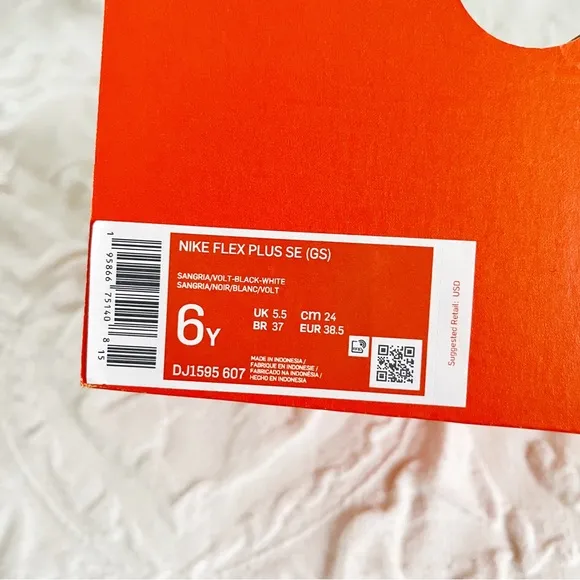 NIKE FLEX PLUS SE (GS)
SANGRIA/VOLT-BLACK-WHITE
SANGRIA/NOIR/BLANC/VOLT
6Y
UK 5.5 cm 24
BR 37 EUR 38.5
DJ1595 607
MADE IN INDONESIA /
FABRIQUE EN INDONESIE /
FABRICADO NA INDONÉSIA /
HECHO EN INDONESIA
1 95866 75140 8 15
Suggested Retail: USD